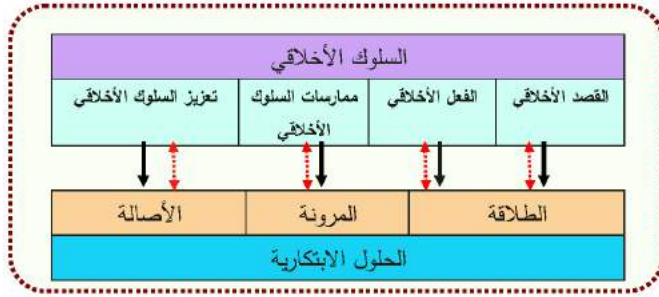 السلوك الأخلاقي
القصد الأخلاقي
الفعل الأخلاقي
ممارسات السلوك
الأخلاقي
تعزيز السلوك الأخلاقي
الطلاقة
المرونة
الأصالة
الحلول الابتكارية